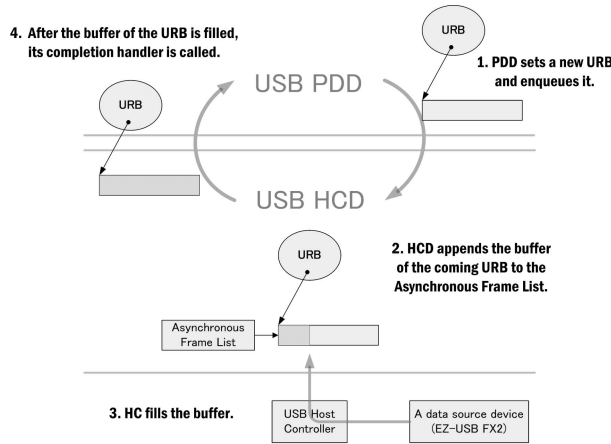 4. After the buffer of the URB is filled,
its completion handler is called.
URB
1. PDD sets a new URB
and enqueues it.
USB PDD
URB
USB HCD
URB
2. HCD appends the buffer
of the coming URB to the
Asynchronous Frame List.
Asynchronous
Frame List
3. HC fills the buffer.
USB Host
Controller
A data source device
(EZ-USB FX2)